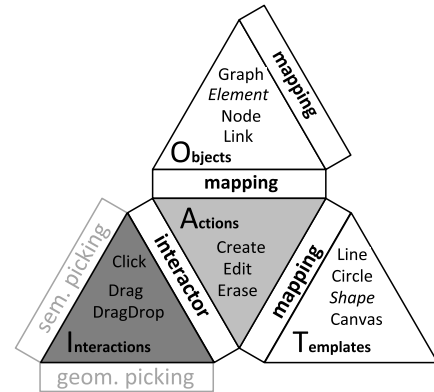 Graph
Element
Node
Link
Objects
mapping
mapping
Actions
Create
Edit
Erase
interactor
mapping
sem. picking
Click
Drag
DragDrop
Interactions
geom. picking
Line
Circle
Shape
Canvas
Templates